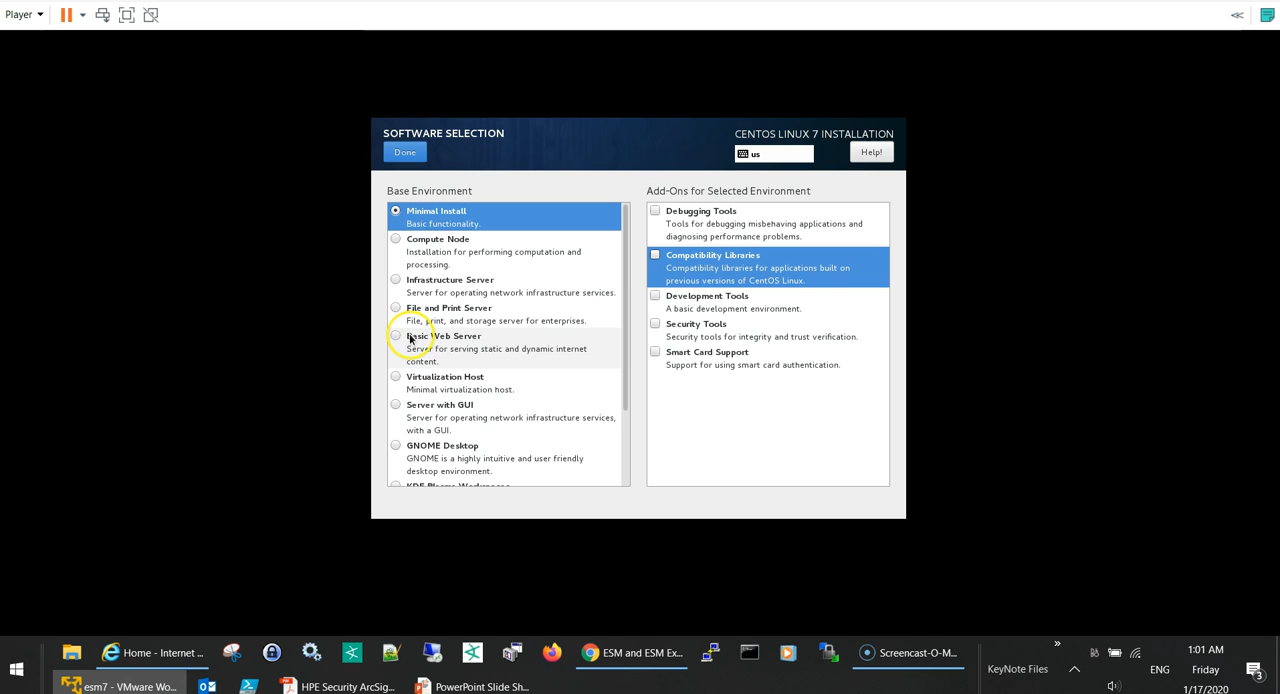 Player
SOFTWARE SELECTION
CENTOS LINUX 7 INSTALLATION
Done
us
Help!
Base Environment
Add-Ons for Selected Environment
Minimal Install
Basic functionality.
Compute Node
Installation for performing computation and
processing.
Infrastructure Server
Server for operating network infrastructure services.
File and Print Server
File, print, and storage server for enterprises.
Basic Web Server
Server for serving static and dynamic internet
content.
Virtualization Host
Minimal virtualization host.
Server with GUI
Server for operating network infrastructure services,
with a GUI.
GNOME Desktop
GNOME is a highly intuitive and user friendly
desktop environment.
KDE Plasma Workspaces
Debugging Tools
Tools for debugging misbehaving applications and
diagnosing performance problems.
Compatibility Libraries
Compatibility libraries for applications built on
previous versions of CentOS Linux.
Development Tools
A basic development environment.
Security Tools
Security tools for integrity and trust verification.
Smart Card Support
Support for using smart card authentication.
Home - Internet ...
ESM and ESM Ex...
Screencast-O-M...
KeyNote Files
ENG
1:01 AM
Friday
1/17/2020
3
esm7 - VMware Wo...
HPE Security ArcSig...
PowerPoint Slide Sh...